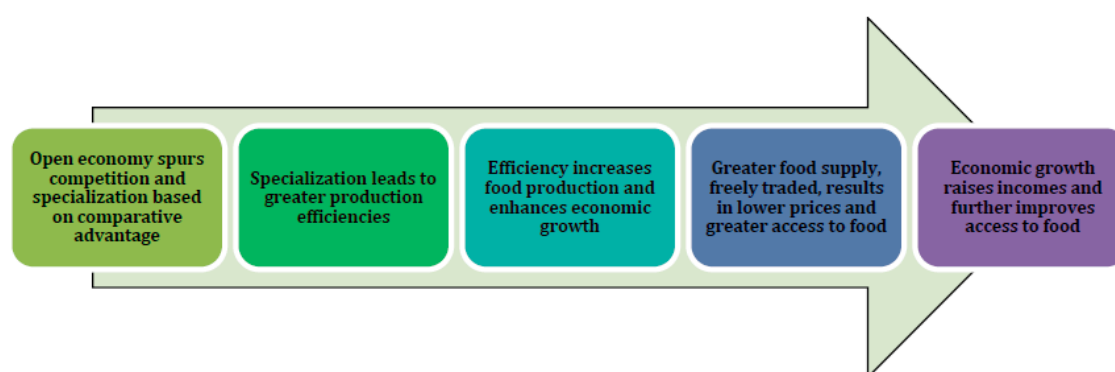 Open economy spurs
competition and
specialization based
on comparative
advantage
Specialization leads to
greater production
efficiencies
Efficiency increases
food production and
enhances economic
growth
Greater food supply,
freely traded, results
in lower prices and
greater access to food
Economic growth
raises incomes and
further improves
access to food